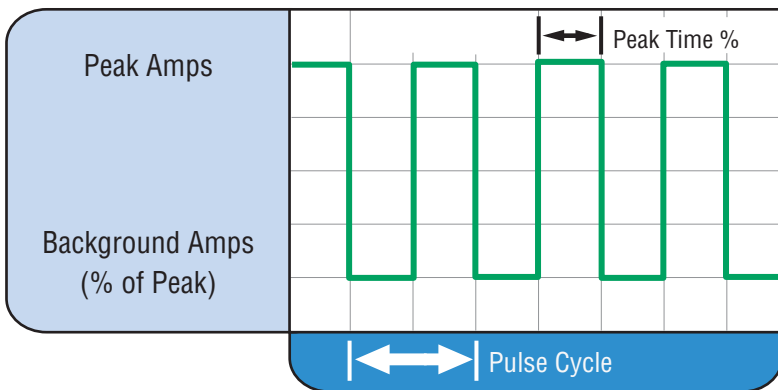 Peak Time %
Peak Amps
Background Amps
(% of Peak)
Pulse Cycle